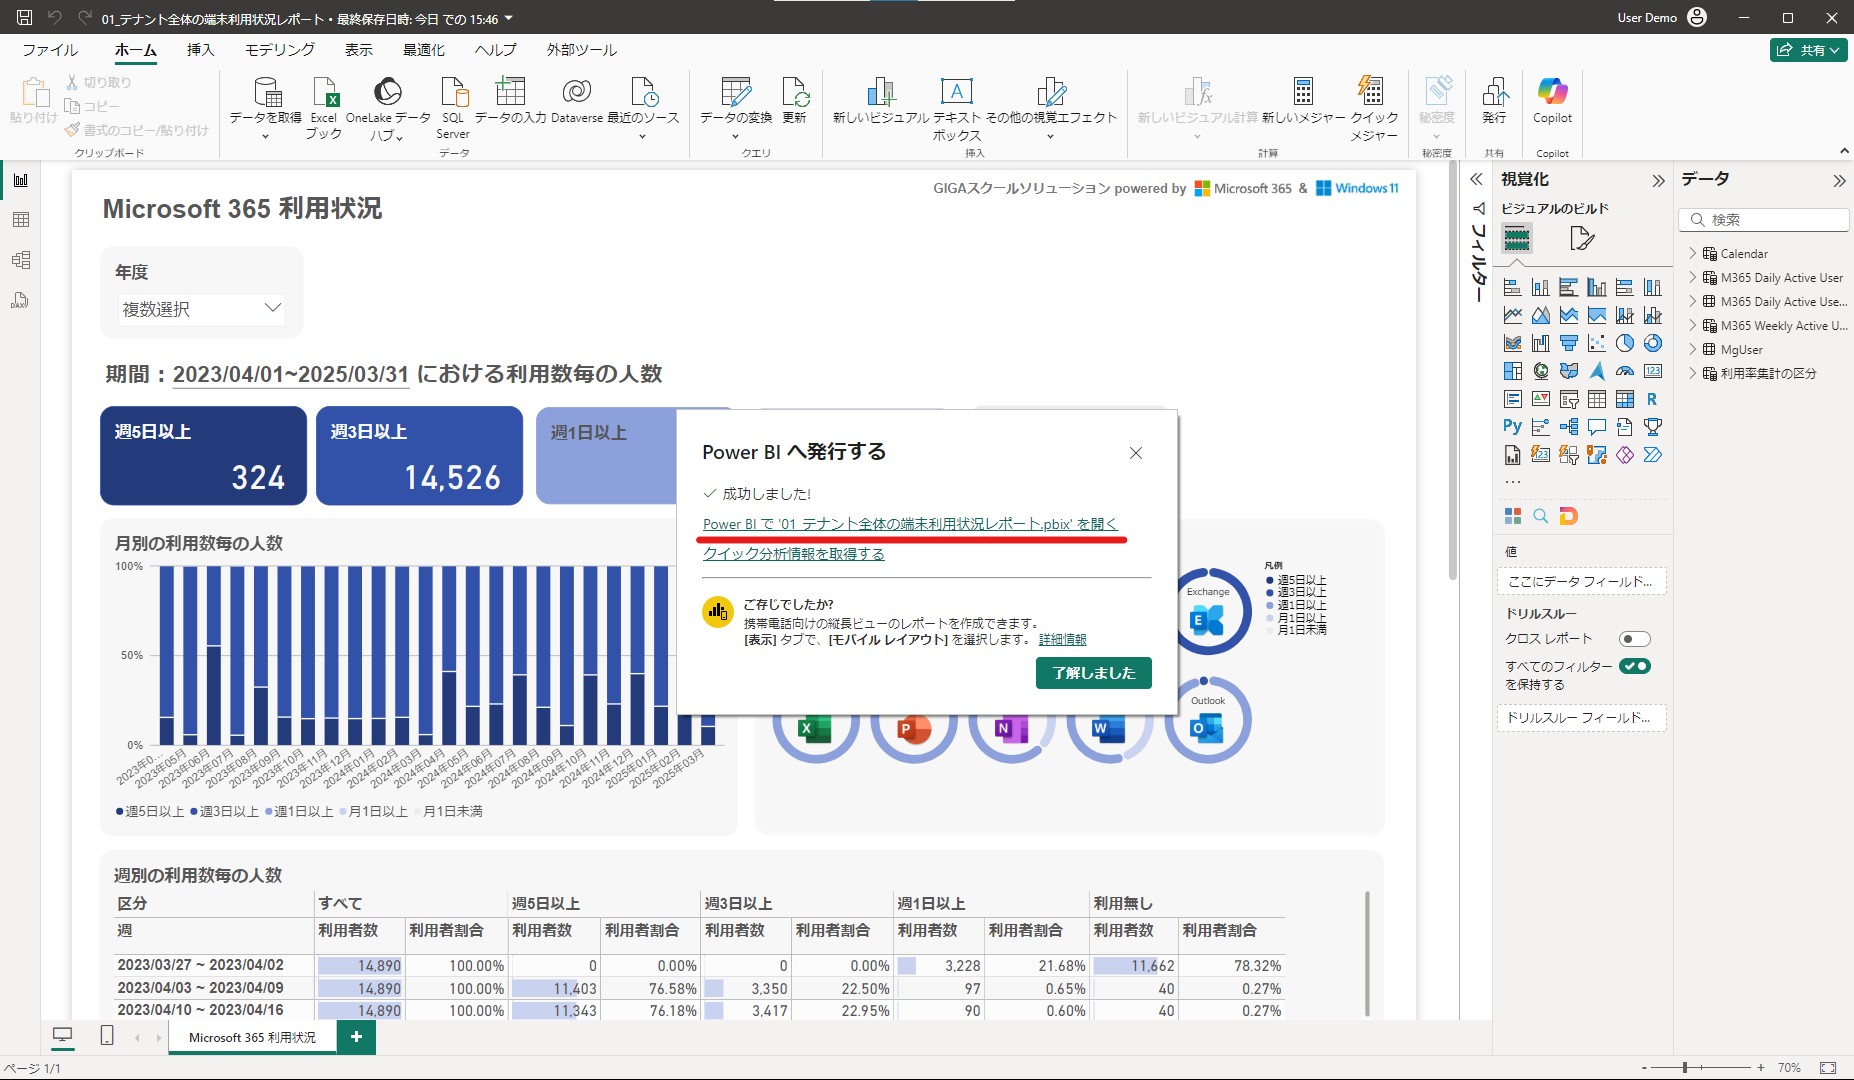 01_テナント全体の端末利用状況レポート • 最終保存日時: 今日 での 15:46
User Demo
ファイル ホーム 挿入 モデリング 表示 最適化 ヘルプ 外部ツール
共有
貼り付け
切り取り
コピー
書式のコピー/貼り付け
クリップボード
データを取得
Excel ブック
OneLake データ ハブ
SQL Server
データの入力
Dataverse
最近のソース
データ
データの変換
更新
クエリ
新しいビジュアル
テキスト ボックス
その他の視覚エフェクト
挿入
新しいビジュアル計算
新しいメジャー
クイック メジャー
計算
秘密度
秘密度
発行
共有
Copilot
Copilot
Microsoft 365 利用状況
GIGAスクールソリューション powered by Microsoft 365 & Windows11
年度
複数選択
期間：2023/04/01~2025/03/31 における利用数毎の人数
週5日以上
324
週3日以上
14,526
週1日以上
月別の利用数毎の人数
100%
50%
0%
2023年0...
2023年05月
2023年06月
2023年07月
2023年08月
2023年09月
2023年10月
2023年11月
2023年12月
2024年01月
2024年02月
2024年03月
2024年04月
2024年05月
2024年06月
2024年07月
2024年08月
2024年09月
2024年10月
2024年11月
2024年12月
2025年01月
2025年02月
2025年03月
週5日以上 週3日以上 週1日以上 月1日以上 月1日未満
Power BI へ発行する
成功しました!
Power BI で '01_テナント全体の端末利用状況レポート.pbix' を開く
クイック分析情報を取得する
ご存じでしたか?
携帯電話向けの縦長ビューのレポートを作成できます。
[表示] タブで、[モバイル レイアウト] を選択します。 詳細情報
了解しました
Exchange
Outlook
凡例
週5日以上
週3日以上
週1日以上
月1日以上
月1日未満
週別の利用数毎の人数
区分 すべて 週5日以上 週3日以上 週1日以上 利用無し
週 利用者数 利用者割合 利用者数 利用者割合 利用者数 利用者割合 利用者数 利用者割合 利用者数 利用者割合
2023/03/27 ~ 2023/04/02 14,890 100.00% 0 0.00% 0 0.00% 3,228 21.68% 11,662 78.32%
2023/04/03 ~ 2023/04/09 14,890 100.00% 11,403 76.58% 3,350 22.50% 97 0.65% 40 0.27%
2023/04/10 ~ 2023/04/16 14,890 100.00% 11,343 76.18% 3,417 22.95% 90 0.60% 40 0.27%
フィルター
視覚化
ビジュアルのビルド
値
ここにデータ フィールド...
ドリルスルー
クロス レポート
すべてのフィルター
を保持する
ドリルスルー フィールド...
データ
検索
Calendar
M365 Daily Active User
M365 Daily Active Use...
M365 Weekly Active U...
MgUser
利用率集計の区分
Microsoft 365 利用状況
ページ 1/1
70%